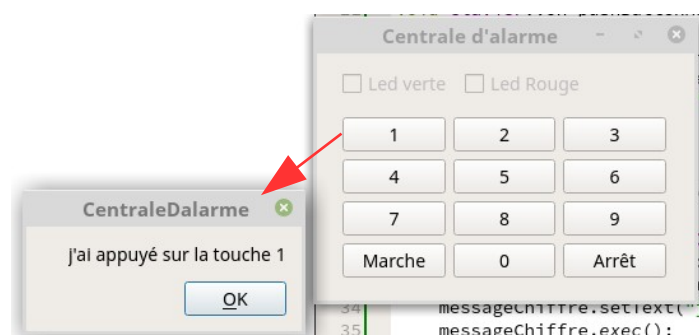 Centrale d'alarme
Led verte Led Rouge
1 2 3
4 5 6
7 8 9
Marche 0 Arrêt
CentraleDalarme
j'ai appuyé sur la touche 1
OK
34 messageChiffre.setText("
35 messageChiffre.exec();